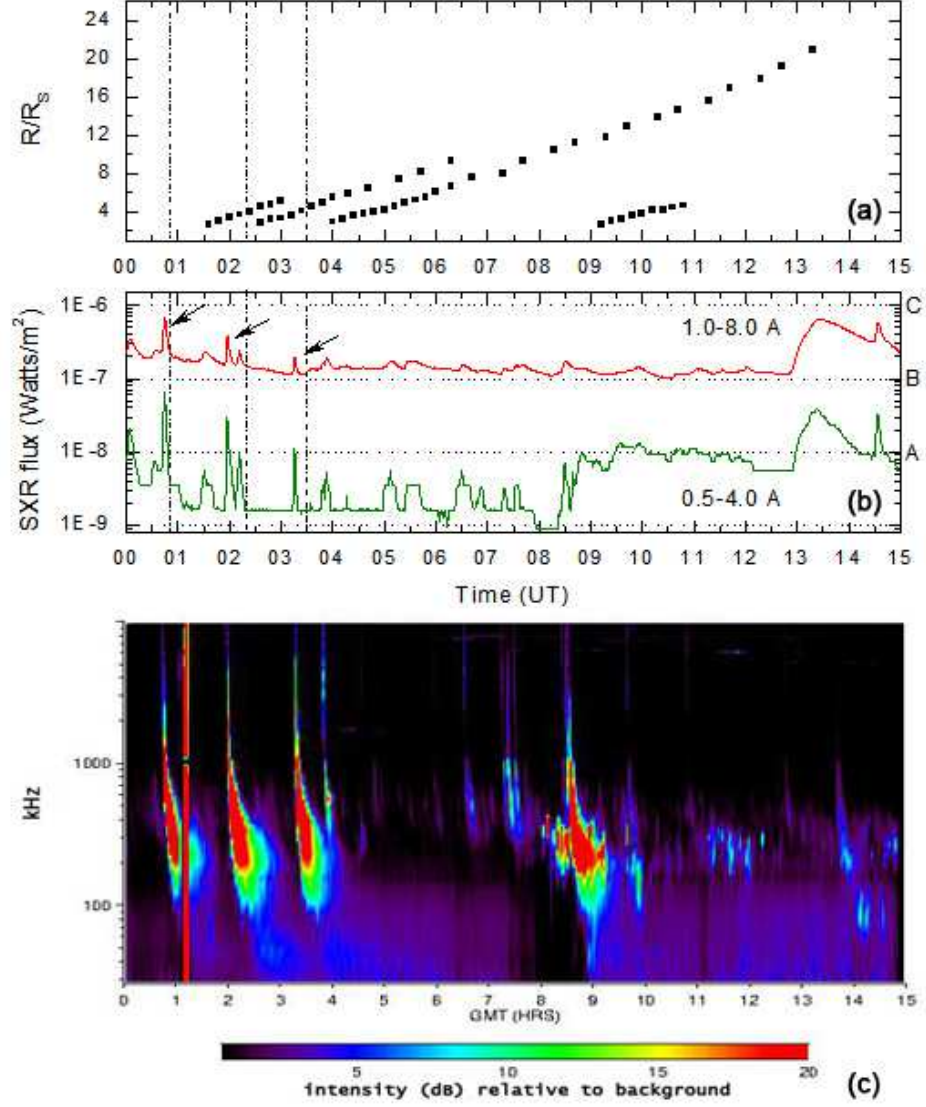 24
20
16
12
8
4
R/R_S
(a)
00 01 02 03 04 05 06 07 08 09 10 11 12 13 14 15
1E-6
1E-7
1E-8
1E-9
SXR flux (Watts/m²)
1.0-8.0 A
0.5-4.0 A
C
B
A
(b)
00 01 02 03 04 05 06 07 08 09 10 11 12 13 14 15
Time (UT)
kHz
1000
100
0 1 2 3 4 5 6 7 8 9 10 11 12 13 14 15
GMT (HRS)
5 10 15 20
intensity (dB) relative to background
(c)